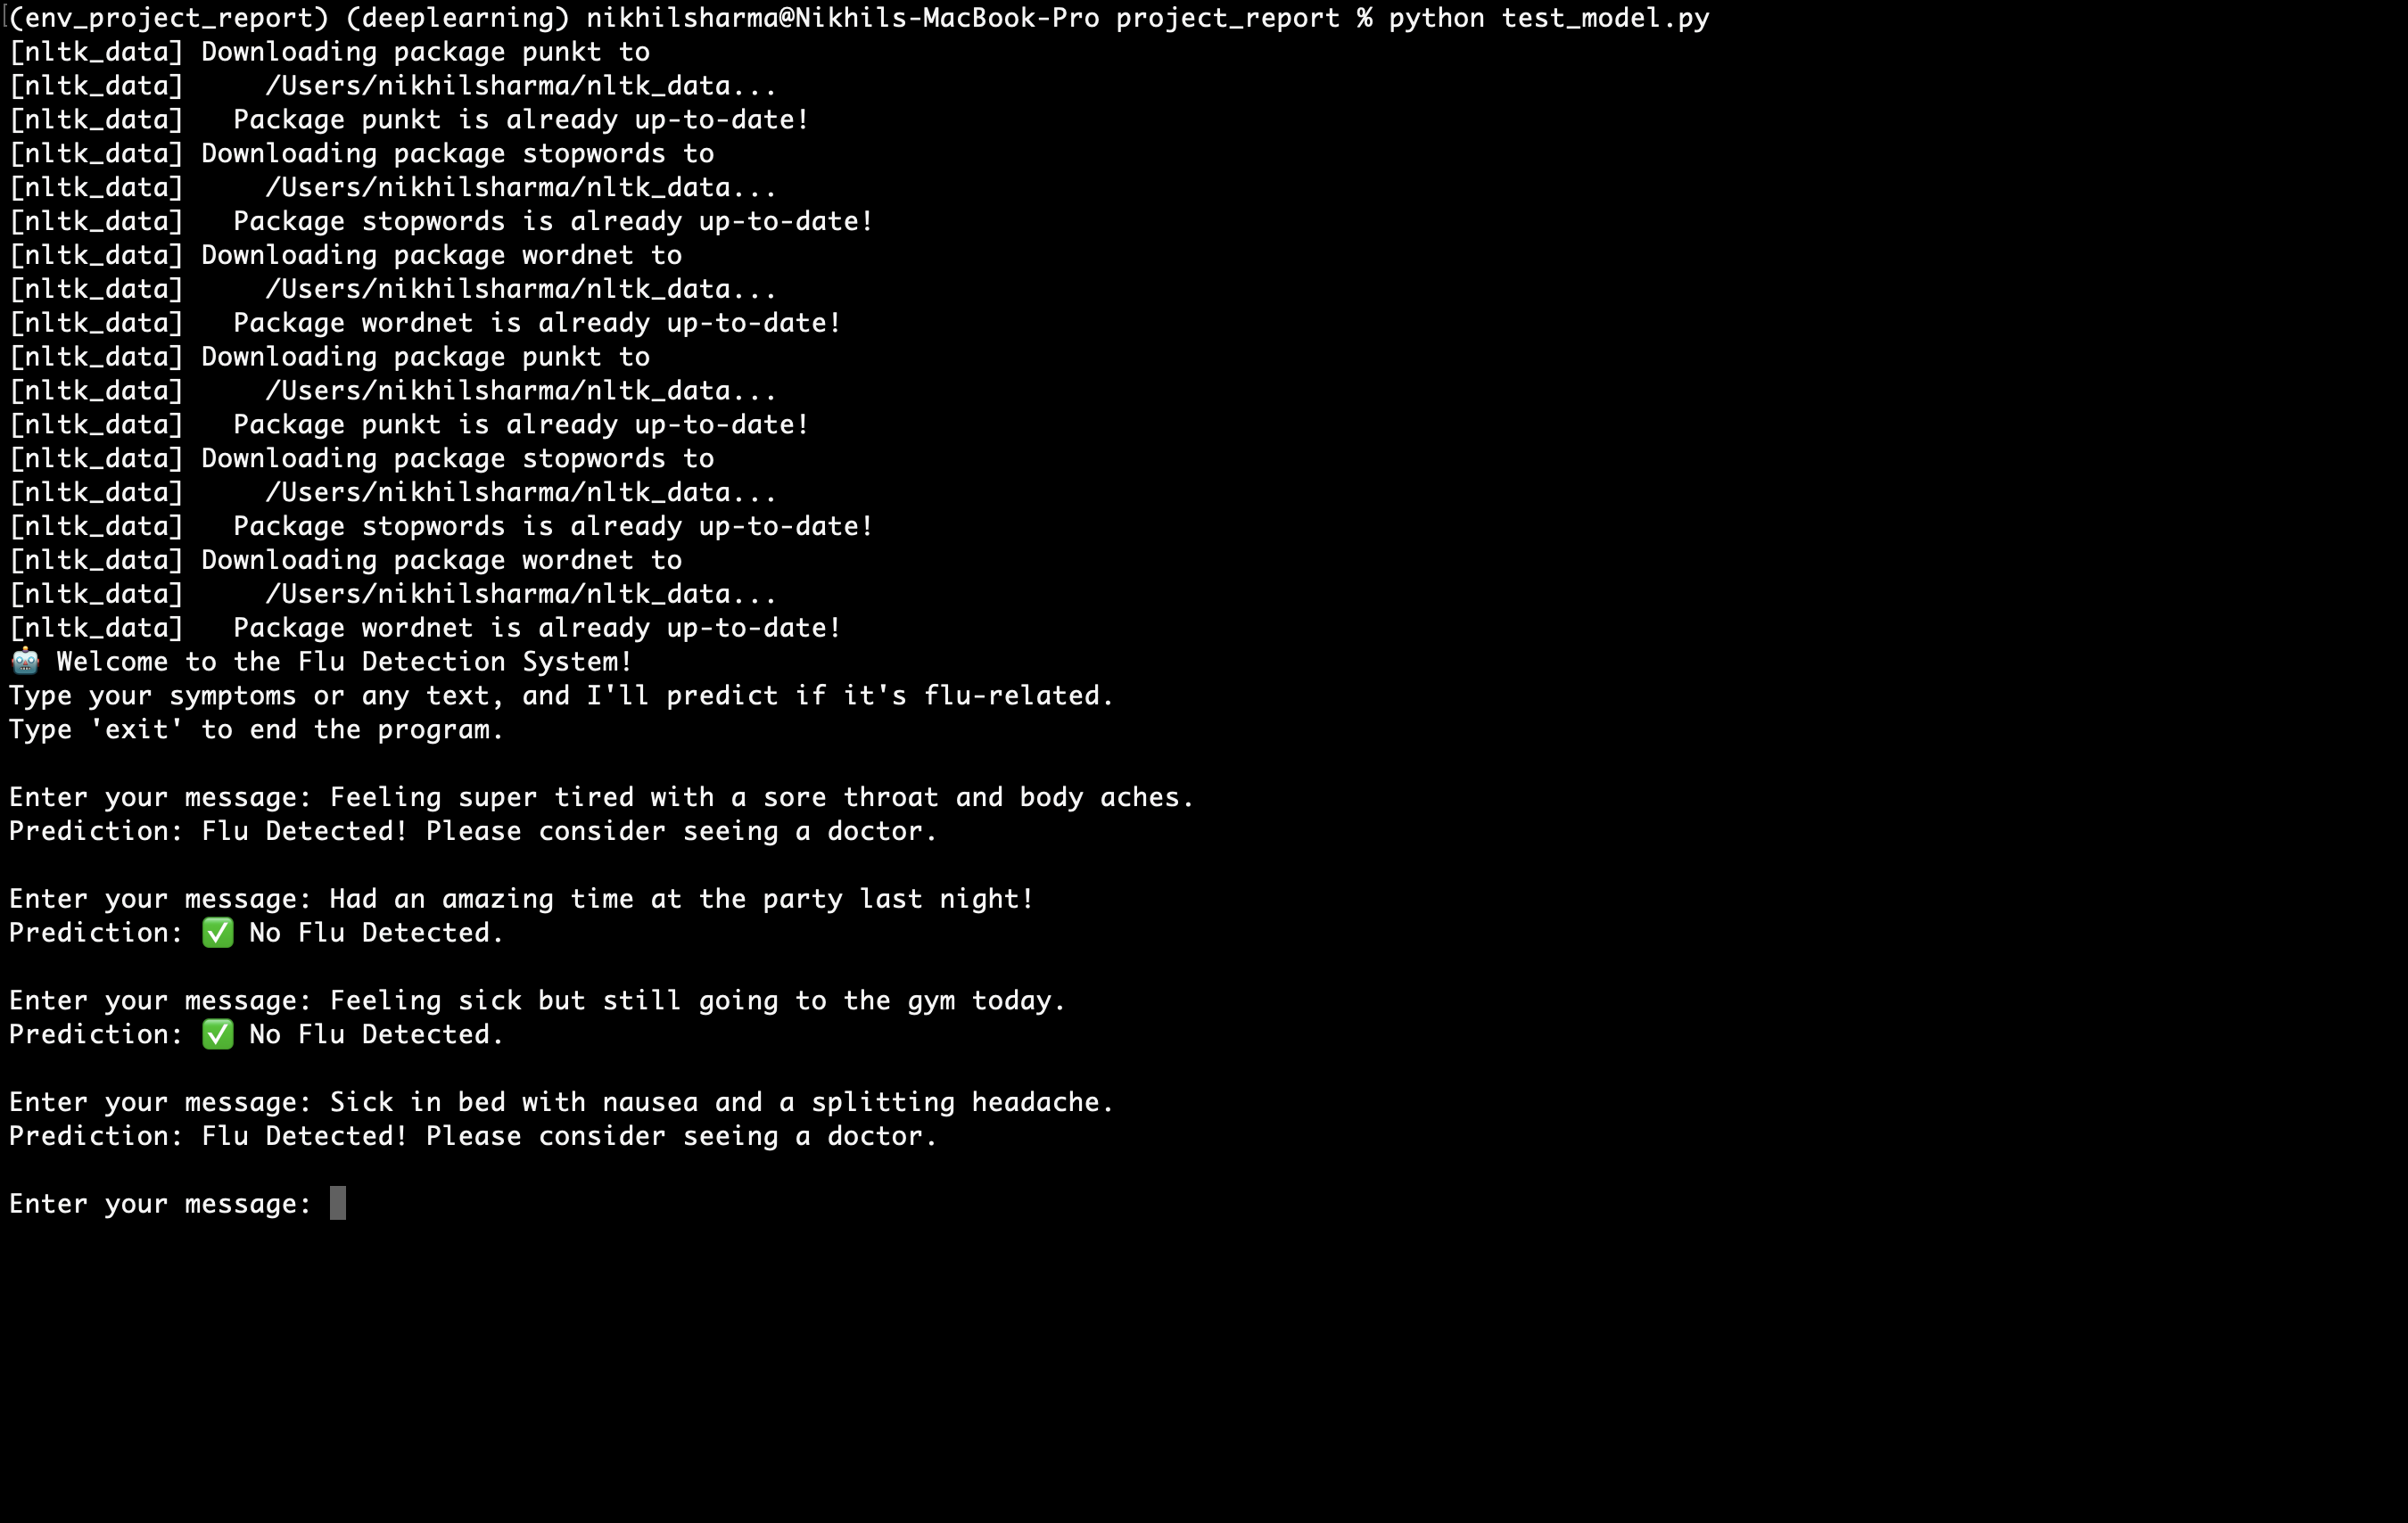 (env_project_report) (deeplearning) nikhilsharma@Nikhils-MacBook-Pro project_report % python test_model.py
[nltk_data] Downloading package punkt to
[nltk_data]     /Users/nikhilsharma/nltk_data...
[nltk_data]   Package punkt is already up-to-date!
[nltk_data] Downloading package stopwords to
[nltk_data]     /Users/nikhilsharma/nltk_data...
[nltk_data]   Package stopwords is already up-to-date!
[nltk_data] Downloading package wordnet to
[nltk_data]     /Users/nikhilsharma/nltk_data...
[nltk_data]   Package wordnet is already up-to-date!
[nltk_data] Downloading package punkt to
[nltk_data]     /Users/nikhilsharma/nltk_data...
[nltk_data]   Package punkt is already up-to-date!
[nltk_data] Downloading package stopwords to
[nltk_data]     /Users/nikhilsharma/nltk_data...
[nltk_data]   Package stopwords is already up-to-date!
[nltk_data] Downloading package wordnet to
[nltk_data]     /Users/nikhilsharma/nltk_data...
[nltk_data]   Package wordnet is already up-to-date!
🤖 Welcome to the Flu Detection System!
Type your symptoms or any text, and I'll predict if it's flu-related.
Type 'exit' to end the program.

Enter your message: Feeling super tired with a sore throat and body aches.
Prediction: Flu Detected! Please consider seeing a doctor.

Enter your message: Had an amazing time at the party last night!
Prediction: ✅ No Flu Detected.

Enter your message: Feeling sick but still going to the gym today.
Prediction: ✅ No Flu Detected.

Enter your message: Sick in bed with nausea and a splitting headache.
Prediction: Flu Detected! Please consider seeing a doctor.

Enter your message: